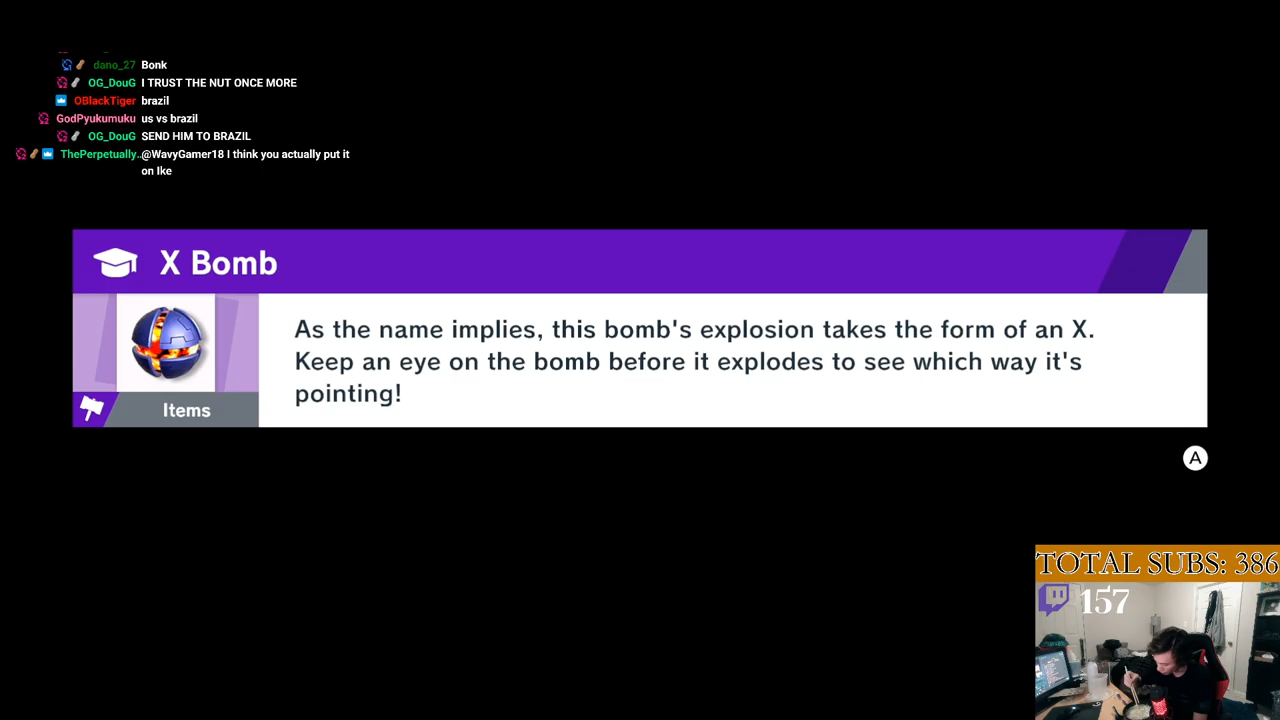 dano_27 Bonk
OG_DouG I TRUST THE NUT ONCE MORE
OBlackTiger brazil
GodPyukumuku us vs brazil
OG_DouG SEND HIM TO BRAZIL
ThePerpetually.. @WavyGamer18 I think you actually put it
on Ike
X Bomb
As the name implies, this bomb's explosion takes the form of an X.
Keep an eye on the bomb before it explodes to see which way it's
pointing!
Items
A
TOTAL SUBS: 386
157